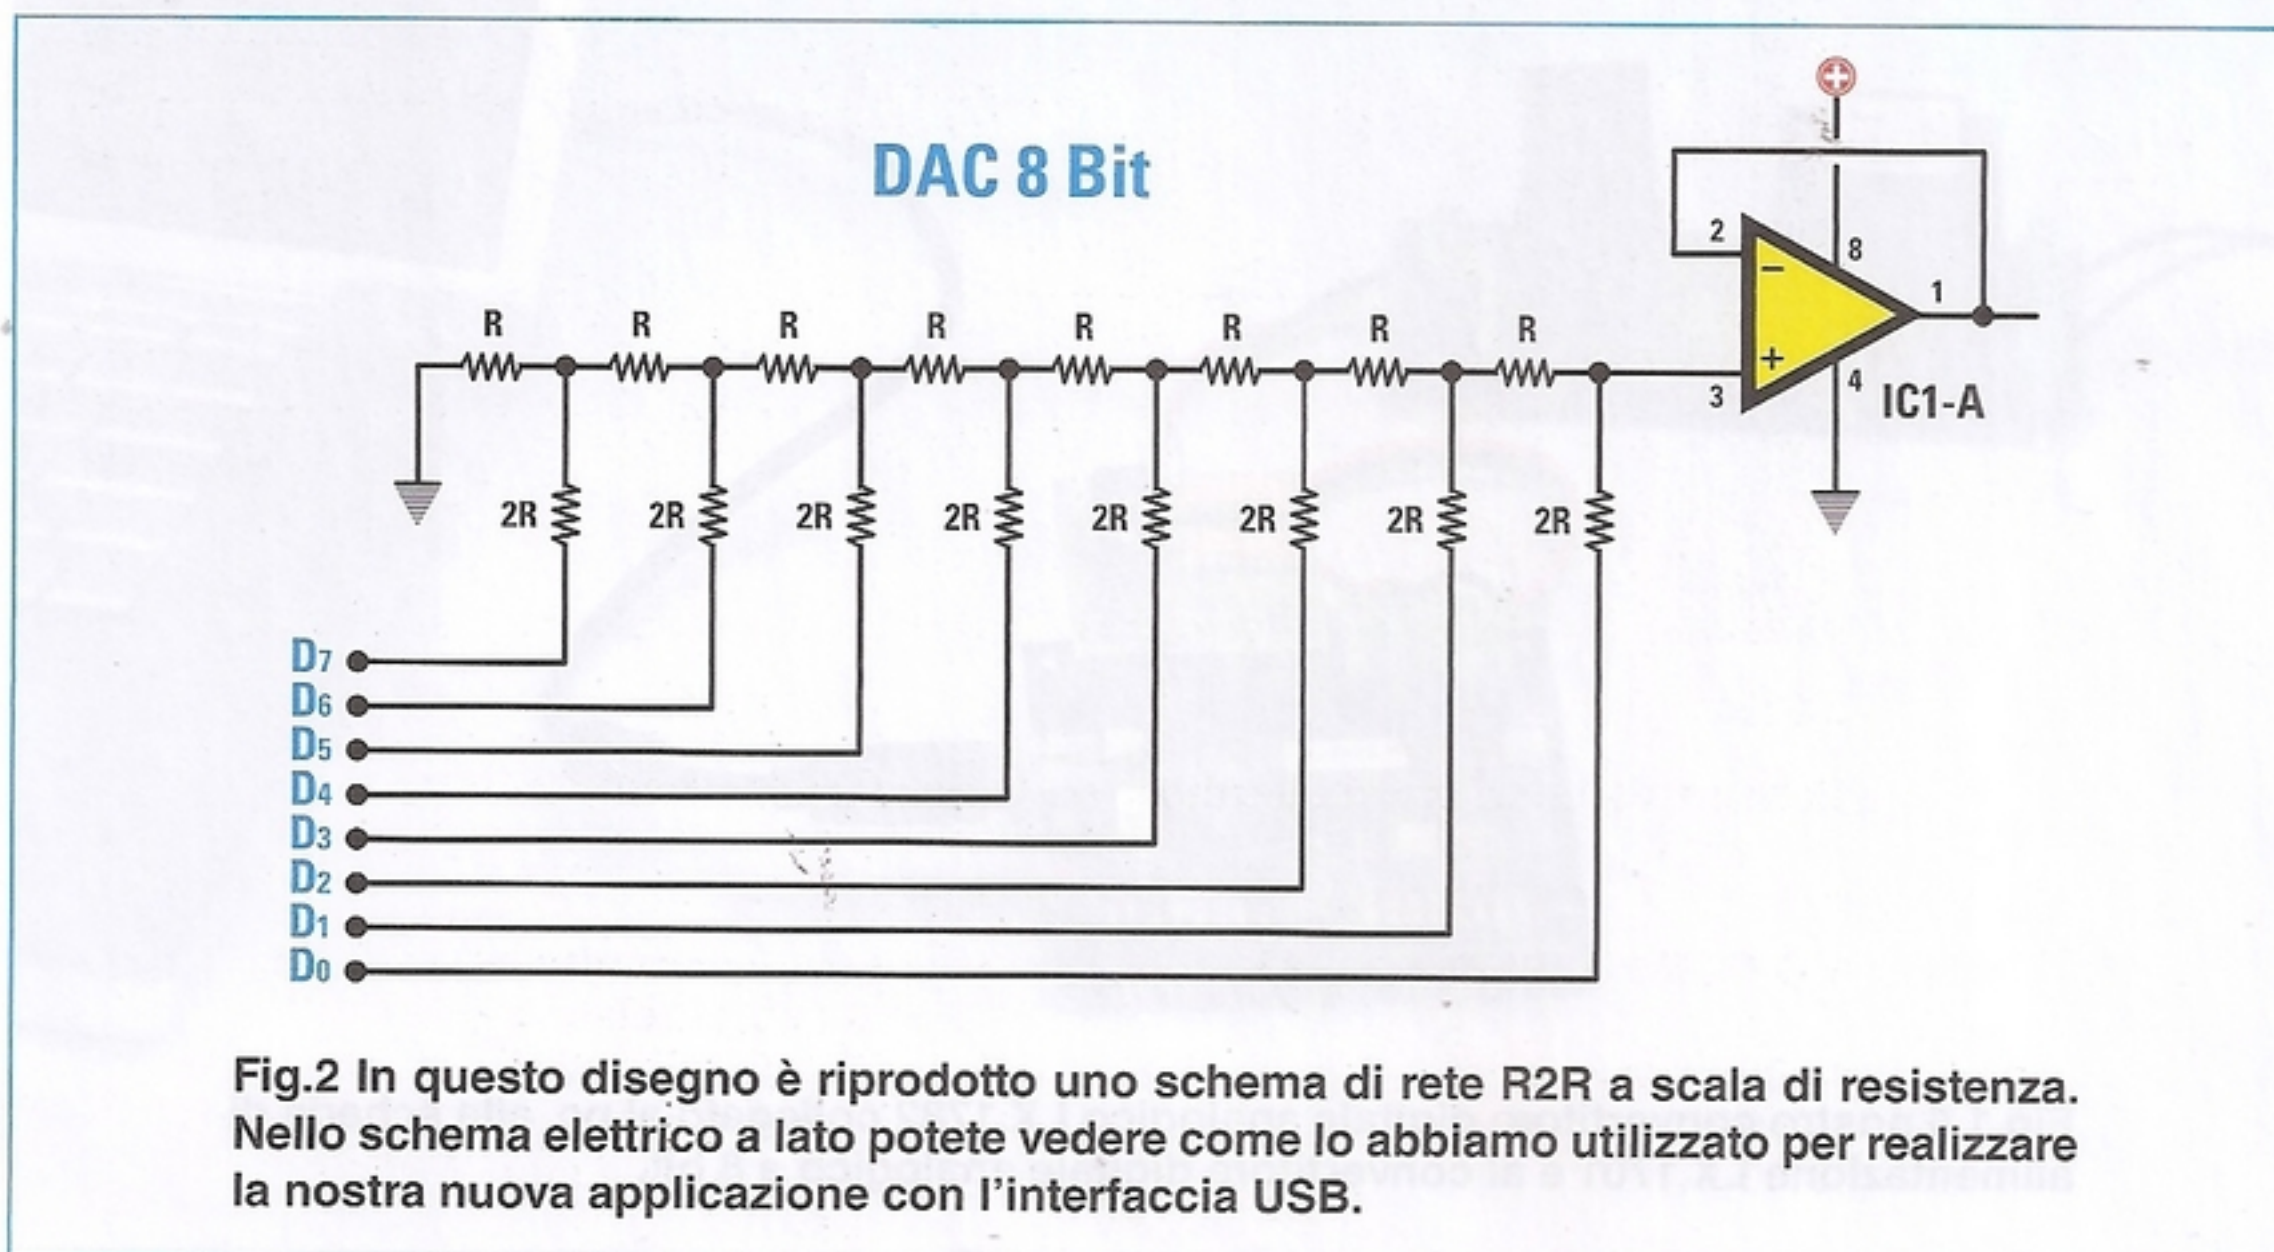 DAC 8 Bit
+
2
8
1
−
+
3
4
IC1-A
R R R R R R R R
2R 2R 2R 2R 2R 2R 2R 2R
D7
D6
D5
D4
D3
D2
D1
D0
Fig.2 In questo disegno è riprodotto uno schema di rete R2R a scala di resistenza.
Nello schema elettrico a lato potete vedere come lo abbiamo utilizzato per realizzare
la nostra nuova applicazione con l'interfaccia USB.